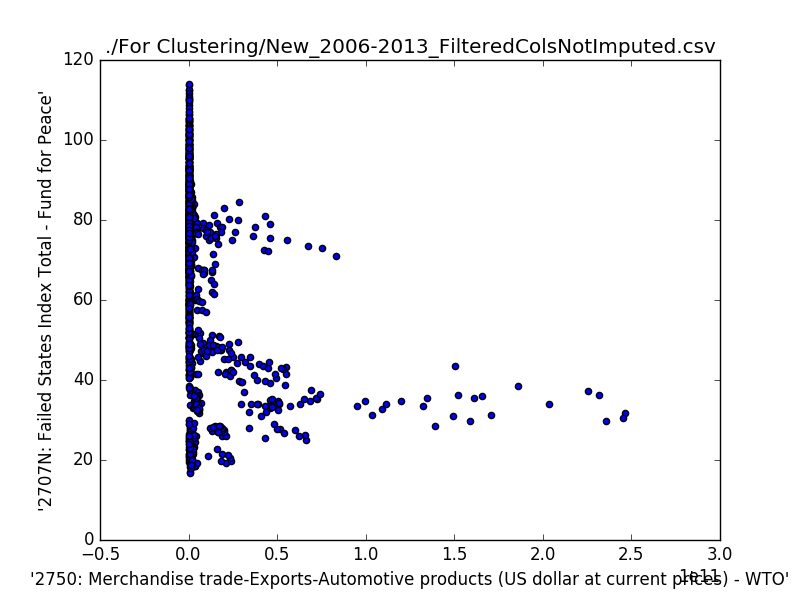 ./For Clustering/New_2006-2013_FilteredColsNotImputed.csv
120
100
80
60
40
20
0
'2707N: Failed States Index Total - Fund for Peace'
−0.5 0.0 0.5 1.0 1.5 2.0 2.5 3.0
1e11
'2750: Merchandise trade-Exports-Automotive products (US dollar at current prices) - WTO'